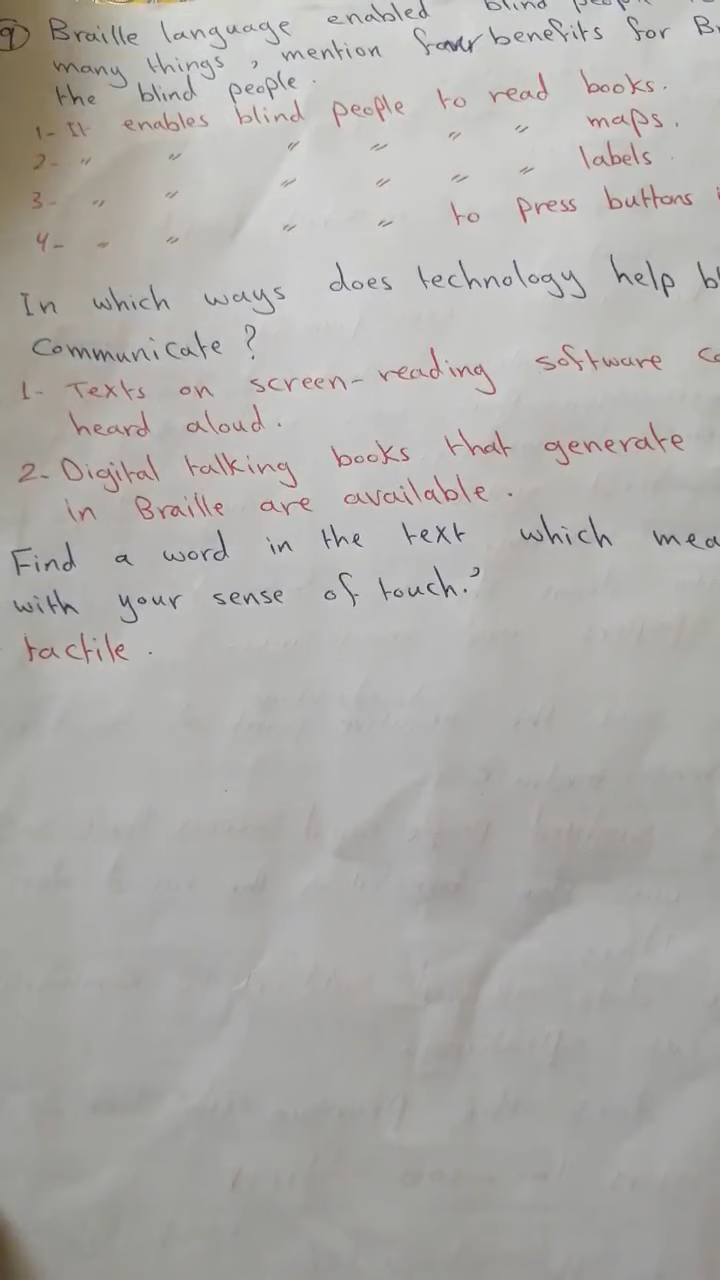 9) Braille language enabled blind
many things, mention four benefits for
the blind people.
1- It enables blind people to read books.
2- " " " " " " maps.
3- " " " " " " labels.
4- " " " " to press buttons
In which ways does technology help
Communicate?
1- Texts on screen-reading software
heard aloud.
2- Digital talking books that generate
in Braille are available.
Find a word in the text which
with your sense of touch.'
tactile.